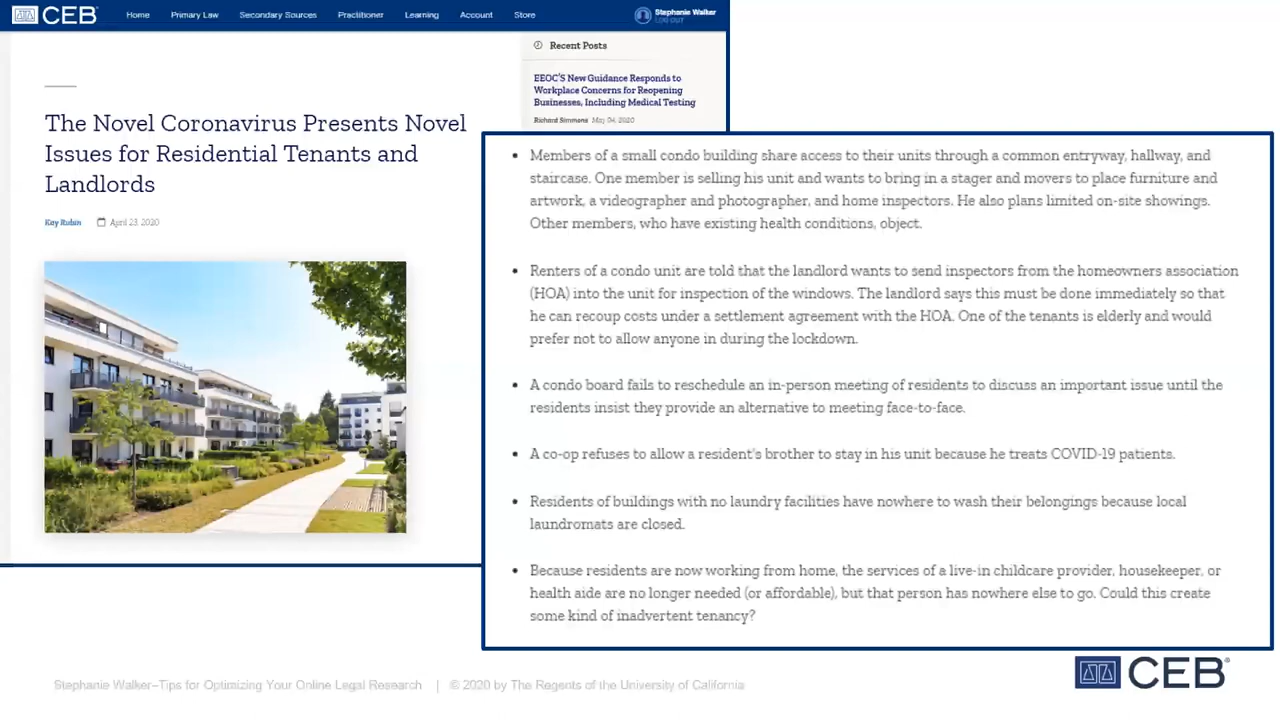 CEB
Home Primary Law Secondary Sources Practitioner Learning Account Store
Stephanie Walker
LOG OUT
Recent Posts
EEOC'S New Guidance Responds to
Workplace Concerns for Reopening
Businesses, Including Medical Testing
Richard Simmons May 04, 2020
The Novel Coronavirus Presents Novel
Issues for Residential Tenants and
Landlords
Kay Rubin April 23, 2020
• Members of a small condo building share access to their units through a common entryway, hallway, and
staircase. One member is selling his unit and wants to bring in a stager and movers to place furniture and
artwork, a videographer and photographer, and home inspectors. He also plans limited on-site showings.
Other members, who have existing health conditions, object.
• Renters of a condo unit are told that the landlord wants to send inspectors from the homeowners association
(HOA) into the unit for inspection of the windows. The landlord says this must be done immediately so that
he can recoup costs under a settlement agreement with the HOA. One of the tenants is elderly and would
prefer not to allow anyone in during the lockdown.
• A condo board fails to reschedule an in-person meeting of residents to discuss an important issue until the
residents insist they provide an alternative to meeting face-to-face.
• A co-op refuses to allow a resident's brother to stay in his unit because he treats COVID-19 patients.
• Residents of buildings with no laundry facilities have nowhere to wash their belongings because local
laundromats are closed.
• Because residents are now working from home, the services of a live-in childcare provider, housekeeper, or
health aide are no longer needed (or affordable), but that person has nowhere else to go. Could this create
some kind of inadvertent tenancy?
Stephanie Walker–Tips for Optimizing Your Online Legal Research | © 2020 by The Regents of the University of California
CEB®